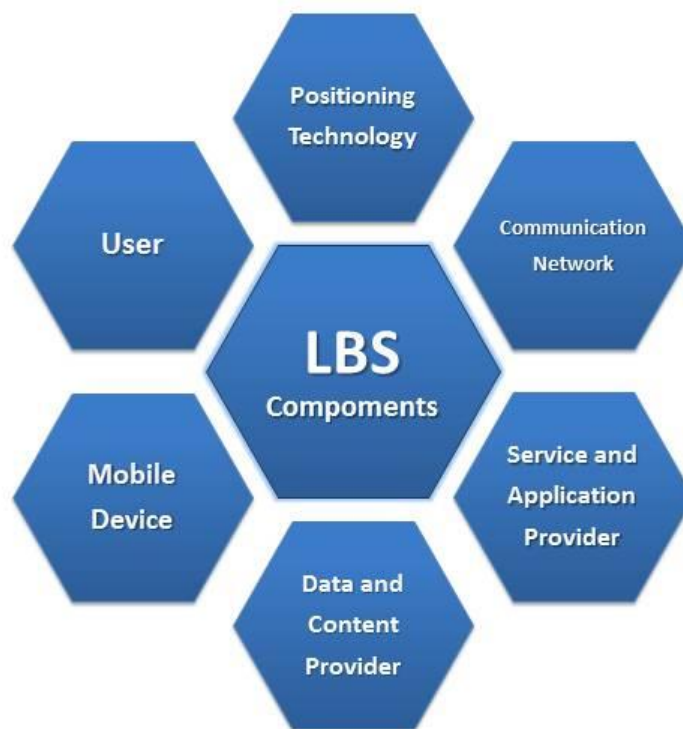 Positioning
Technology
User
Communication
Network
LBS
Compoments
Mobile
Device
Service and
Application
Provider
Data and
Content
Provider